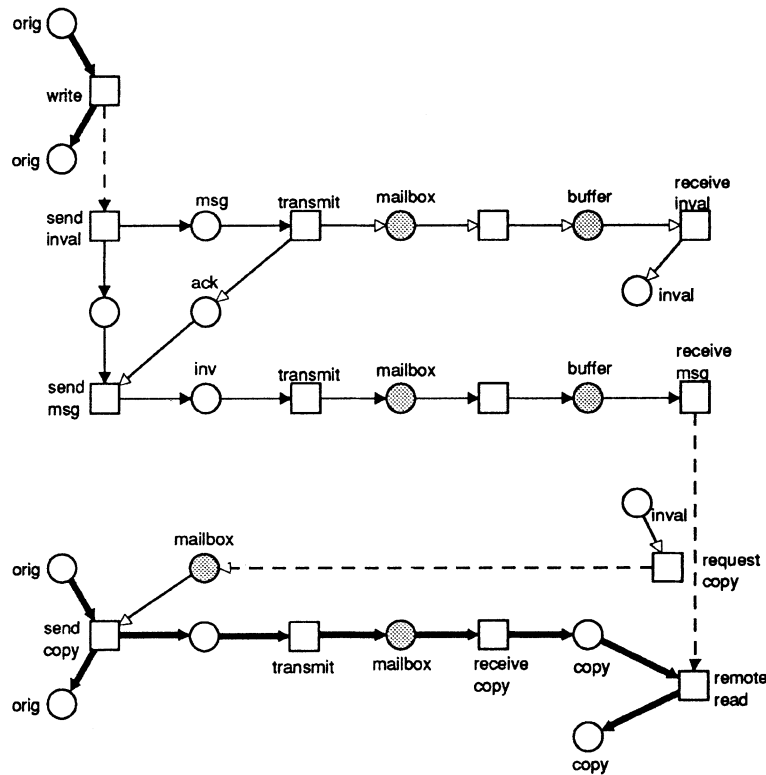 orig
write
orig
msg
transmit
mailbox
buffer
receive
inval
send
inval
ack
inval
inv
transmit
mailbox
buffer
receive
msg
send
msg
inval
mailbox
orig
request
copy
send
copy
transmit
mailbox
receive
copy
copy
remote
read
orig
copy